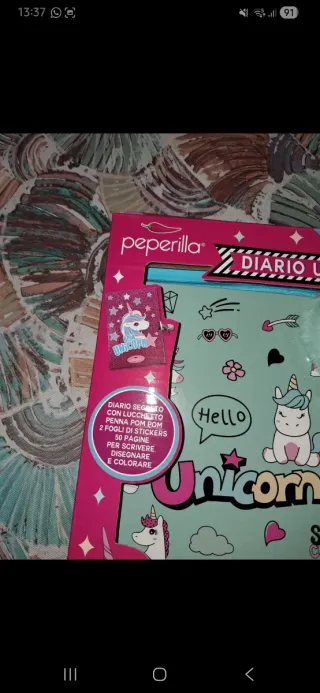 13:37
91
peperilla®
DIARIO U
DIARIO SEGRETO
CON LUCCHETTO
PENNA POM POM
2 FOGLI DI STICKERS
50 PAGINE
PER SCRIVERE
DISEGNARE
E COLORARE
Hello
Unicorn
S